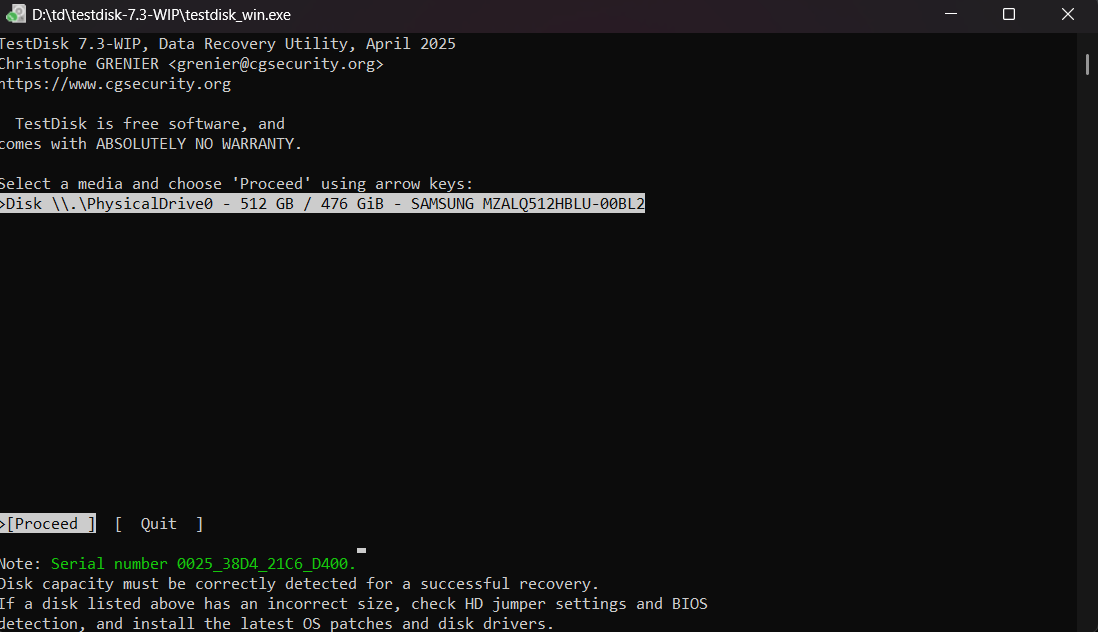 D:\td\testdisk-7.3-WIP\testdisk_win.exe
TestDisk 7.3-WIP, Data Recovery Utility, April 2025
Christophe GRENIER <grenier@cgsecurity.org>
https://www.cgsecurity.org
TestDisk is free software, and
comes with ABSOLUTELY NO WARRANTY.
Select a media and choose 'Proceed' using arrow keys:
>Disk \\.\PhysicalDrive0 - 512 GB / 476 GiB - SAMSUNG MZALQ512HBLU-00BL2
>[Proceed ]  [  Quit  ]
Note: Serial number 0025_38D4_21C6_D400.
Disk capacity must be correctly detected for a successful recovery.
If a disk listed above has an incorrect size, check HD jumper settings and BIOS
detection, and install the latest OS patches and disk drivers.